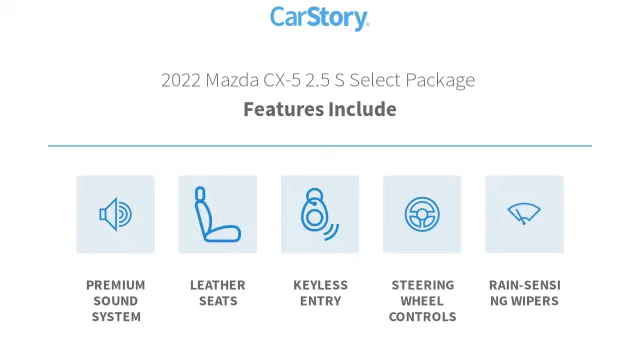 CarStory®
2022 Mazda CX-5 2.5 S Select Package
Features Include
PREMIUM
SOUND
SYSTEM
LEATHER
SEATS
KEYLESS
ENTRY
STEERING
WHEEL
CONTROLS
RAIN-SENSI
NG WIPERS